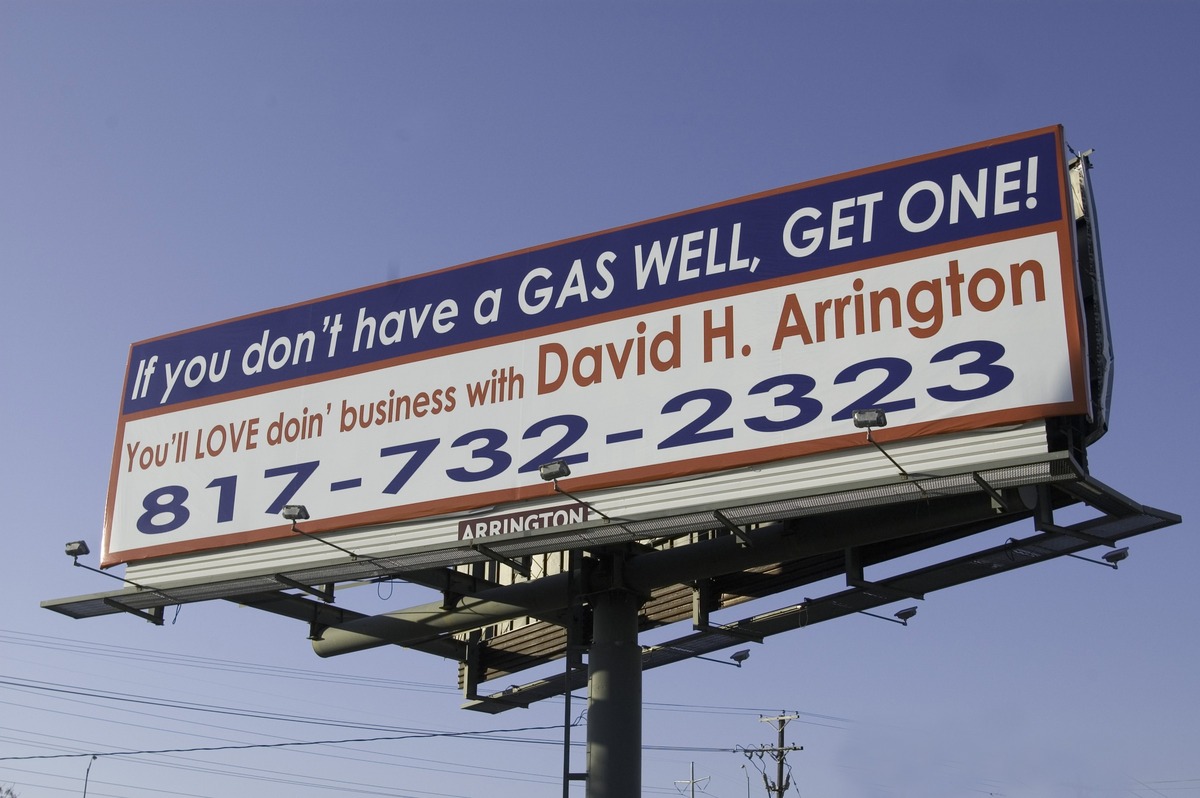 If you don't have a GAS WELL, GET ONE!
You'll LOVE doin' business with David H. Arrington
817-732-2323
ARRINGTON